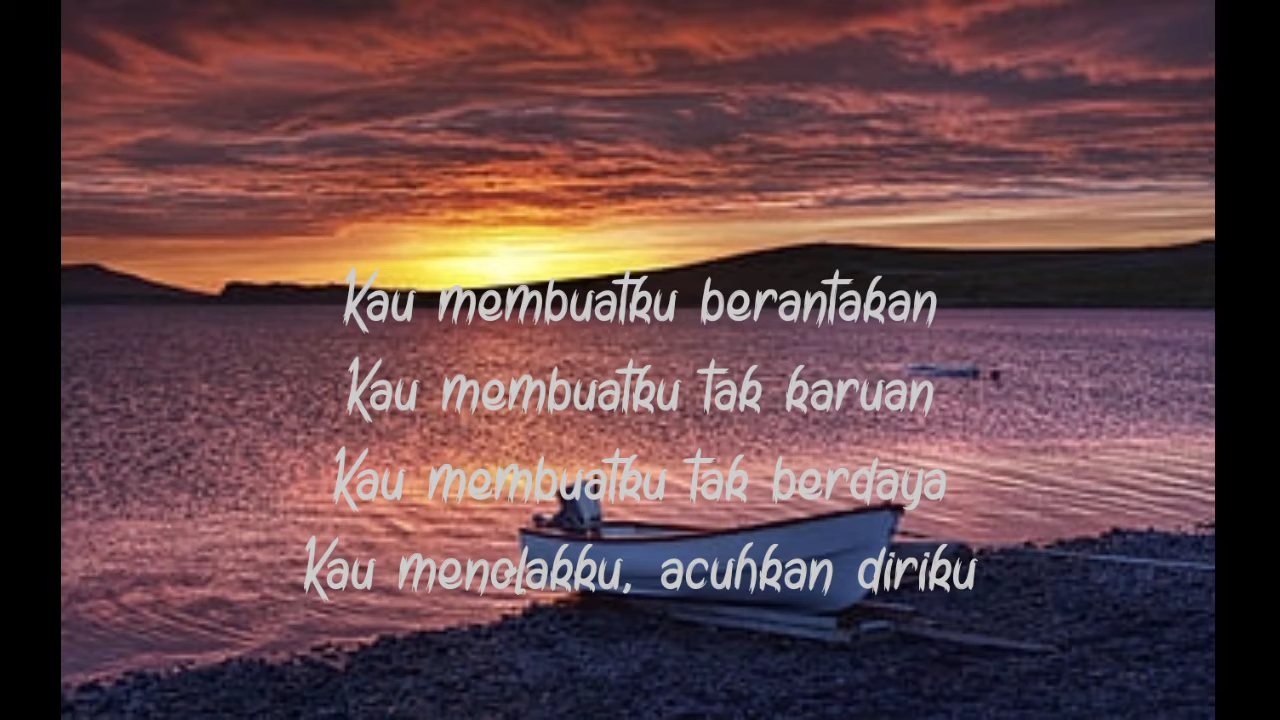 Kau membuatku berantakan
Kau membuatku tak karuan
Kau membuatku tak berdaya
Kau menolakku, acuhkan diriku